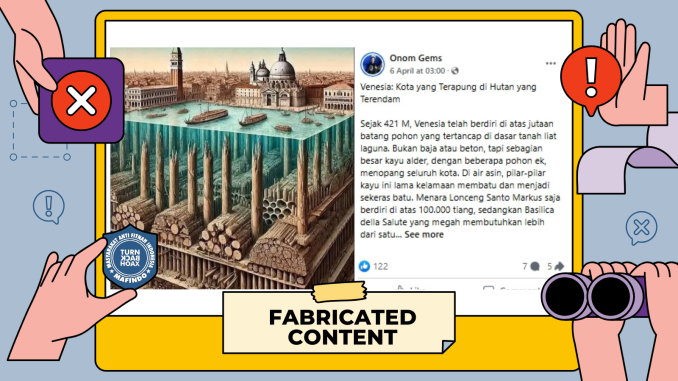 Onom Gems
6 April at 03:00
Venesia: Kota yang Terapung di Hutan yang
Terendam
Sejak 421 M, Venesia telah berdiri di atas jutaan
batang pohon yang tertancap di dasar tanah liat
laguna. Bukan baja atau beton, tapi sebagian
besar kayu alder, dengan beberapa pohon ek,
menopang seluruh kota. Di air asin, pilar-pilar
kayu ini lama kelamaan membatu dan menjadi
sekeras batu. Menara Lonceng Santo Markus saja
berdiri di atas 100.000 tiang, sedangkan Basilica
della Salute yang megah membutuhkan lebih
dari satu... See more
122
7
5
MASYARAKAT ANTI FITNAH INDONESIA
TURN
BACK
HOAX
MAFINDO
FABRICATED
CONTENT